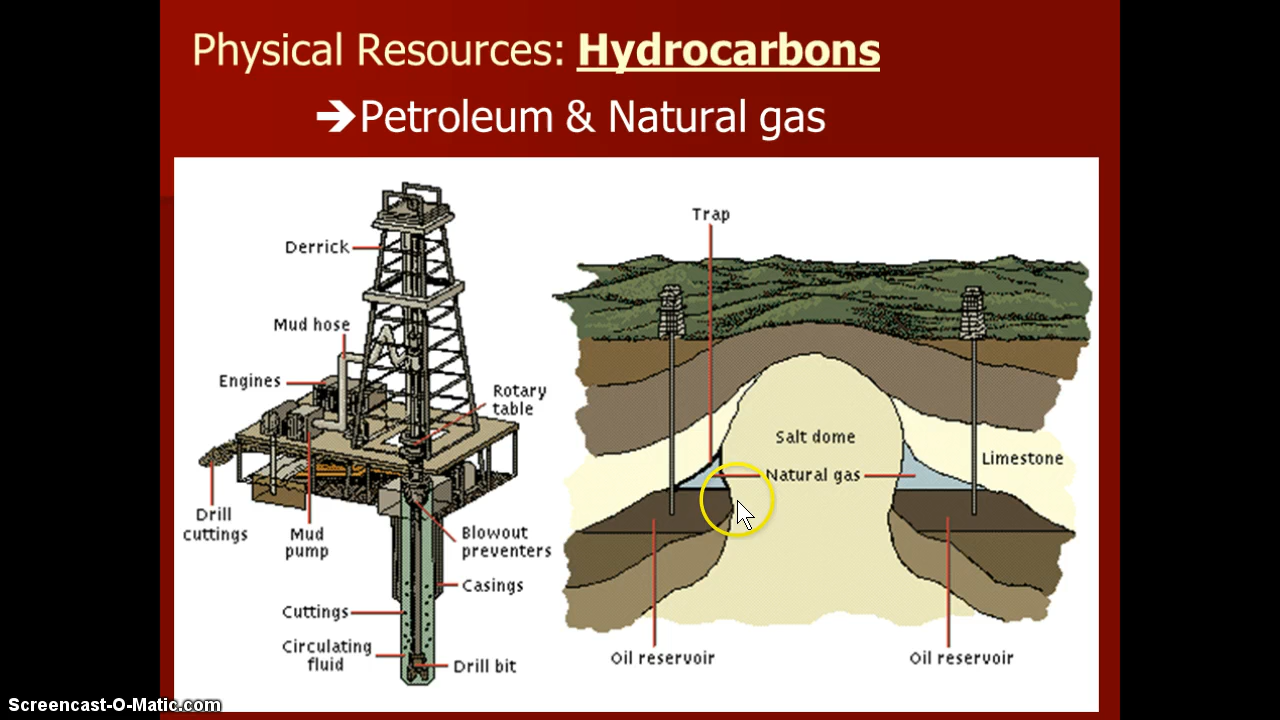 Physical Resources: Hydrocarbons
➔Petroleum & Natural gas
Derrick
Mud hose
Engines
Rotary
table
Drill
cuttings
Mud
pump
Blowout
preventers
Casings
Cuttings
Circulating
fluid
Drill bit
Trap
Salt dome
Natural gas
Limestone
Oil reservoir
Oil reservoir
Screencast-O-Matic.com